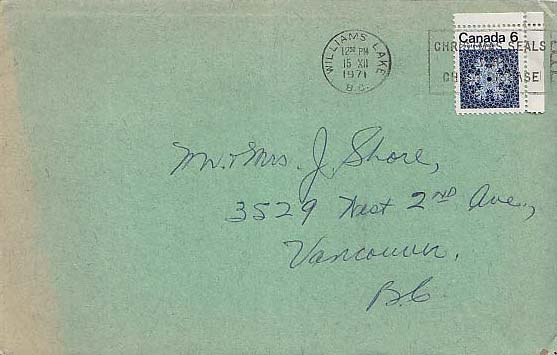 Canada 6
WILLIAMS LAKE
12 PM
15 XII
1971
B.C.
CHRISTMAS SEALS
Mr. & Mrs. J. Shore,
3529 West 2ND Ave.,
Vancouver.
B.C.